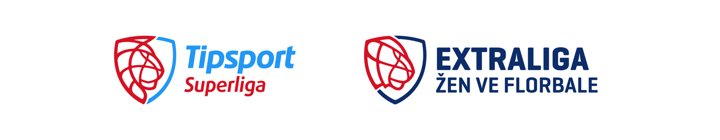 Tipsport
Superliga
EXTRALIGA
ŽEN VE FLORBALE